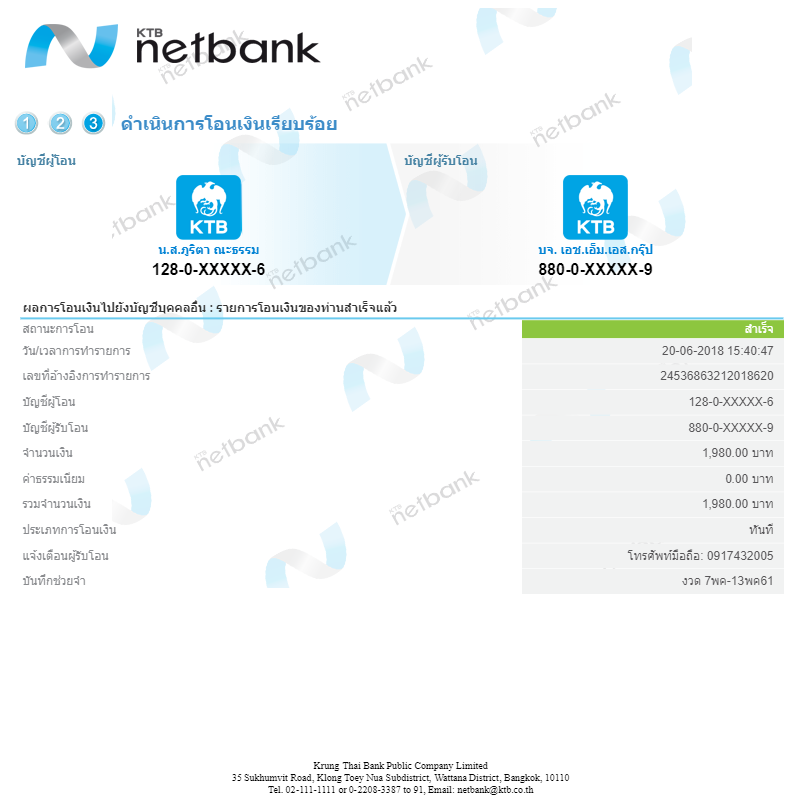 KTB
netbank
1 2 3 ดำเนินการโอนเงินเรียบร้อย
บัญชีผู้โอน บัญชีผู้รับโอน
KTB KTB
น.ส.ภูริตา ณะธรรม บจ. เอช.เอ็ม.เอส.กรุ๊ป
128-0-XXXXX-6 880-0-XXXXX-9
ผลการโอนเงินไปยังบัญชีบุคคลอื่น : รายการโอนเงินของท่านสำเร็จแล้ว
สถานะการโอน สำเร็จ
วัน/เวลาการทำรายการ 20-06-2018 15:40:47
เลขที่อ้างอิงการทำรายการ 24536863212018620
บัญชีผู้โอน 128-0-XXXXX-6
บัญชีผู้รับโอน 880-0-XXXXX-9
จำนวนเงิน 1,980.00 บาท
ค่าธรรมเนียม 0.00 บาท
รวมจำนวนเงิน 1,980.00 บาท
ประเภทการโอนเงิน ทันที
แจ้งเตือนผู้รับโอน โทรศัพท์มือถือ: 0917432005
บันทึกช่วยจำ งวด 7พค-13พค61
Krung Thai Bank Public Company Limited
35 Sukhumvit Road, Klong Toey Nua Subdistrict, Wattana District, Bangkok, 10110
Tel. 02-111-1111 or 0-2208-3387 to 91, Email: netbank@ktb.co.th